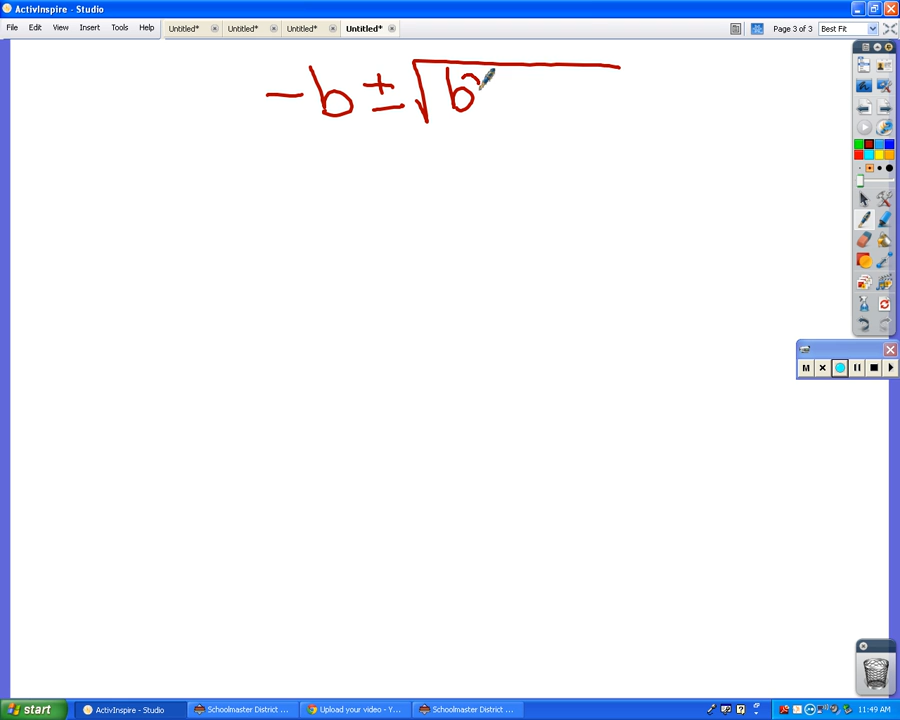 ActivInspire - Studio
File Edit View Insert Tools Help Untitled* Untitled* Untitled* Untitled* Page 3 of 3 Best Fit
-b ± √b²
M
start ActivInspire - Studio Schoolmaster District ... Upload your video - Y... Schoolmaster District ... 11:49 AM